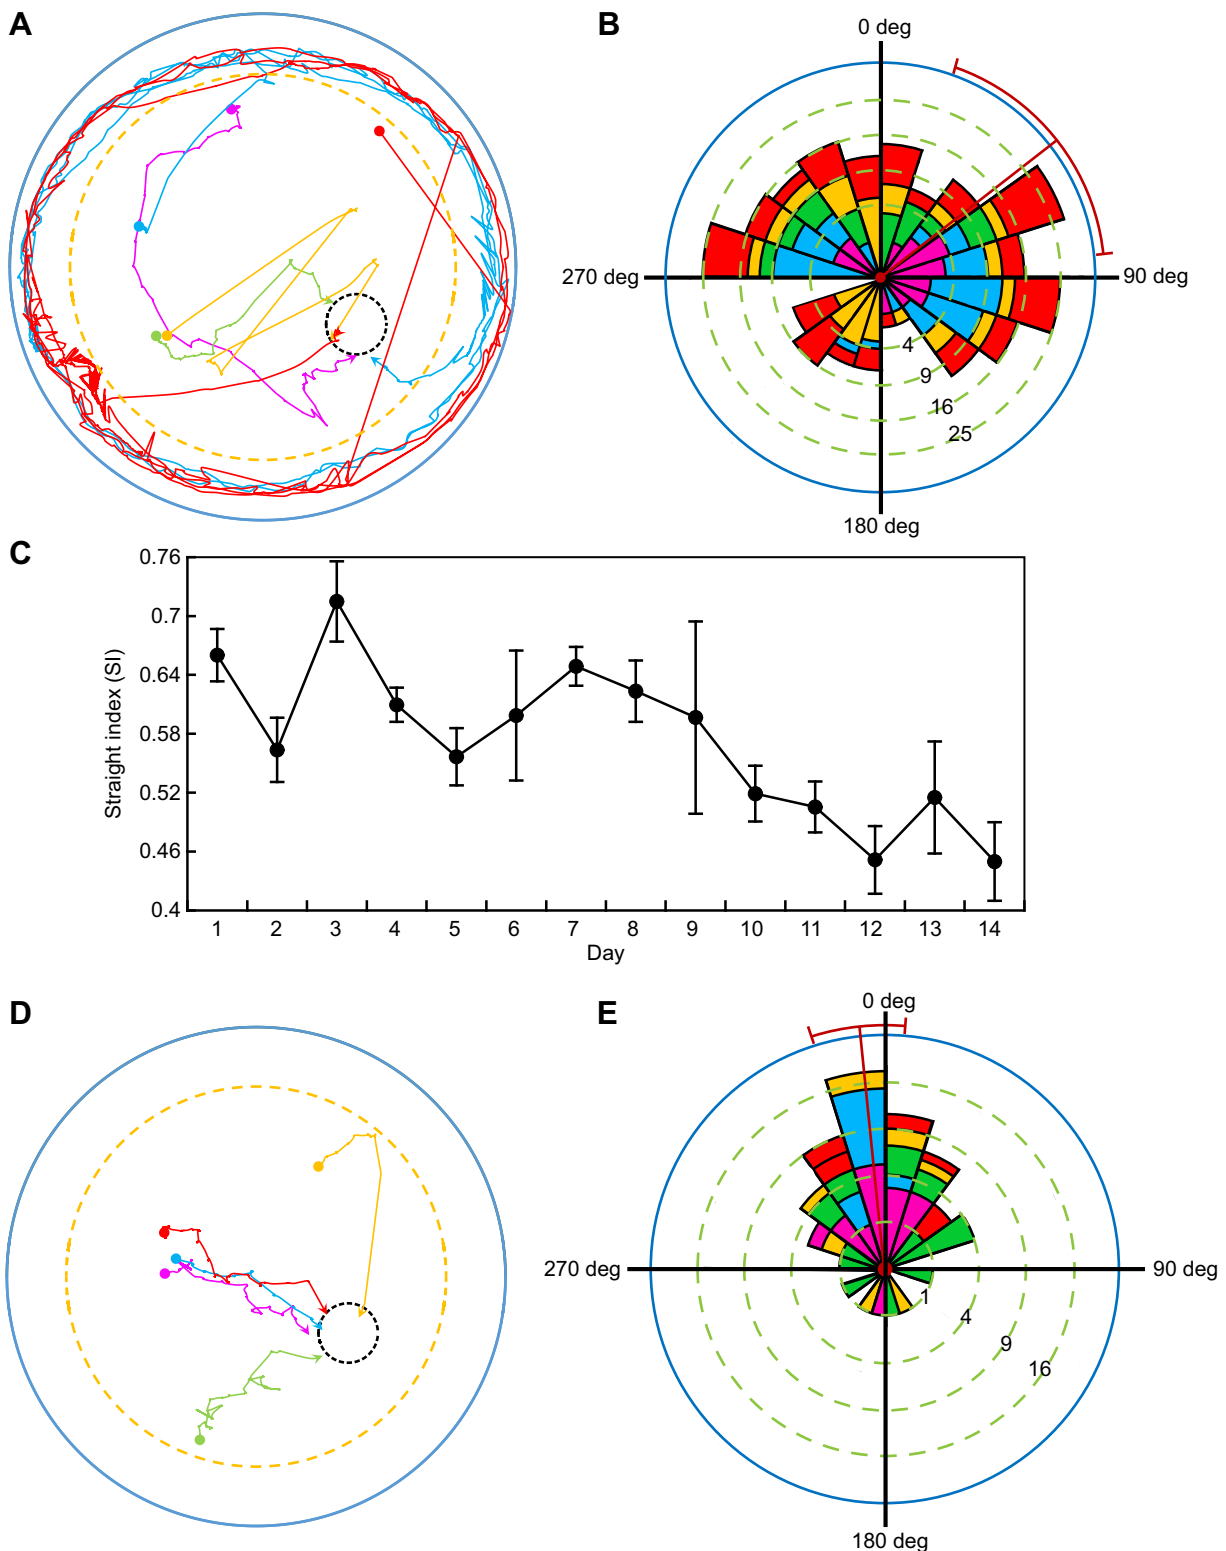 A
B
0 deg
270 deg
90 deg
4
9
16
25
180 deg
C
Straight index (SI)
0.76
0.7
0.64
0.58
0.52
0.46
0.4
1 2 3 4 5 6 7 8 9 10 11 12 13 14
Day
D
E
0 deg
270 deg
90 deg
1
4
9
16
180 deg